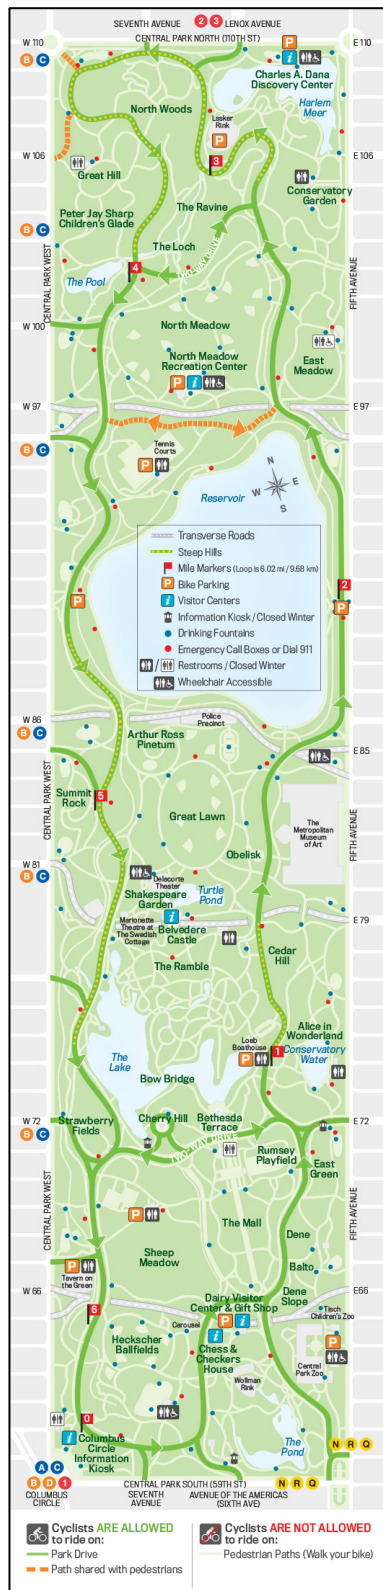 SEVENTH AVENUE 2 3 LENOX AVENUE
CENTRAL PARK NORTH (110TH ST)
W 110
E 110
B C
P
Charles A. Dana
Discovery Center
North Woods
Harlem
Meer
Lasker
Rink
P
3
W 106
E 106
Great Hill
Conservatory
Garden
Peter Jay Sharp
Children's Glade
The Ravine
B C
The Loch
TWO-WAY DRIVE
CENTRAL PARK WEST
FIFTH AVENUE
4
The Pool
W 100
North Meadow
North Meadow
Recreation Center
East
Meadow
P i
W 97
E 97
B C
Tennis
Courts
P
N
W E
S
Reservoir
Transverse Roads
Steep Hills
Mile Markers (Loop is 6.02 mi / 9.68 km)
P Bike Parking
i Visitor Centers
Information Kiosk / Closed Winter
Drinking Fountains
Emergency Call Boxes or Dial 911
/ Restrooms / Closed Winter
Wheelchair Accessible
2
P
P
W 86
B C
Police
Precinct
Arthur Ross
Pinetum
E 85
CENTRAL PARK WEST
FIFTH AVENUE
Summit
Rock
5
Great Lawn
The
Metropolitan
Museum
of Art
Obelisk
W 81
B C
Delacorte
Theater
Shakespeare
Garden
Turtle
Pond
i
Marionette
Theatre at
The Swedish
Cottage
Belvedere
Castle
E 79
The Ramble
Cedar
Hill
Alice in
Wonderland
Loeb
Boathouse
1
P
Conservatory
Water
The
Lake
Bow Bridge
W 72
E 72
B C
Strawberry
Fields
Cherry Hill
Bethesda
Terrace
TWO-WAY DRIVE
Rumsey
Playfield
East
Green
CENTRAL PARK WEST
FIFTH AVENUE
P
The Mall
Dene
Sheep
Meadow
Balto
P
Tavern on
the Green
W 66
E66
Dairy Visitor
Center & Gift Shop
Dene
Slope
6
P i
Tisch
Children's Zoo
Carousel
Heckscher
Ballfields
i
Chess &
Checkers
House
P
Central
Park Zoo
Wollman
Rink
0
i
Columbus
Circle
Information
Kiosk
The
Pond
N R Q
A C
B D 1
COLUMBUS
CIRCLE
CENTRAL PARK SOUTH (59TH ST)
SEVENTH
AVENUE
AVENUE OF THE AMERICAS
(SIXTH AVE)
N R Q
Cyclists ARE ALLOWED
to ride on:
Park Drive
Path shared with pedestrians
Cyclists ARE NOT ALLOWED
to ride on:
Pedestrian Paths (Walk your bike)